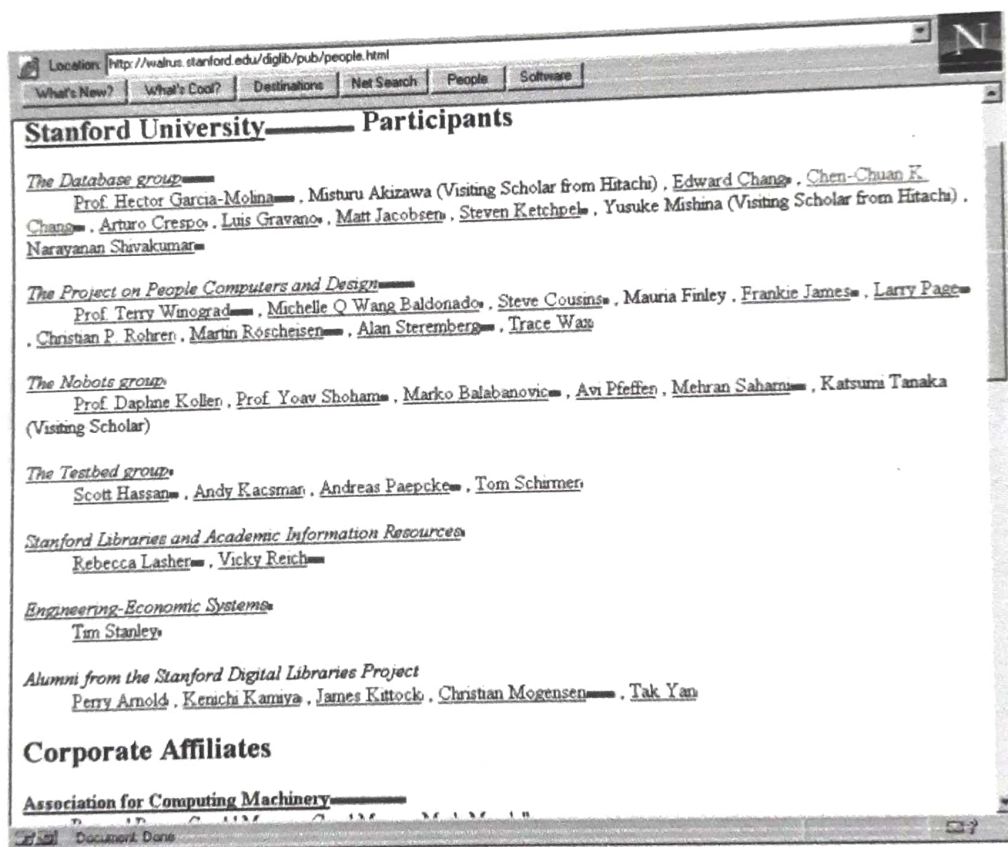 N
Location: http://walrus.stanford.edu/diglib/pub/people.html
What's New? What's Cool? Destinations Net Search People Software
Stanford University Participants
The Database group
Prof. Hector Garcia-Molina, Misturu Akizawa (Visiting Scholar from Hitachi), Edward Chang, Chen-Chuan K.
Chang, Arturo Crespo, Luis Gravano, Matt Jacobsen, Steven Ketchpel, Yusuke Mishina (Visiting Scholar from Hitachi),
Narayanan Shivakumar
The Project on People Computers and Design
Prof. Terry Winograd, Michelle Q Wang Baldonado, Steve Cousins, Mauria Finley, Frankie James, Larry Page
, Christian P. Rohrer, Martin Röscheisen, Alan Steremberg, Trace Wax
The Nobots group
Prof. Daphne Koller, Prof. Yoav Shoham, Marko Balabanovic, Avi Pfeffer, Mehran Sahami, Katsumi Tanaka
(Visiting Scholar)
The Testbed group
Scott Hassan, Andy Kacsmar, Andreas Paepcke, Tom Schirmer
Stanford Libraries and Academic Information Resources
Rebecca Lasher, Vicky Reich
Engineering-Economic Systems
Tim Stanley
Alumni from the Stanford Digital Libraries Project
Perry Arnold, Kenichi Kamiya, James Kittock, Christian Mogensen, Tak Yan
Corporate Affiliates
Association for Computing Machinery
Document: Done